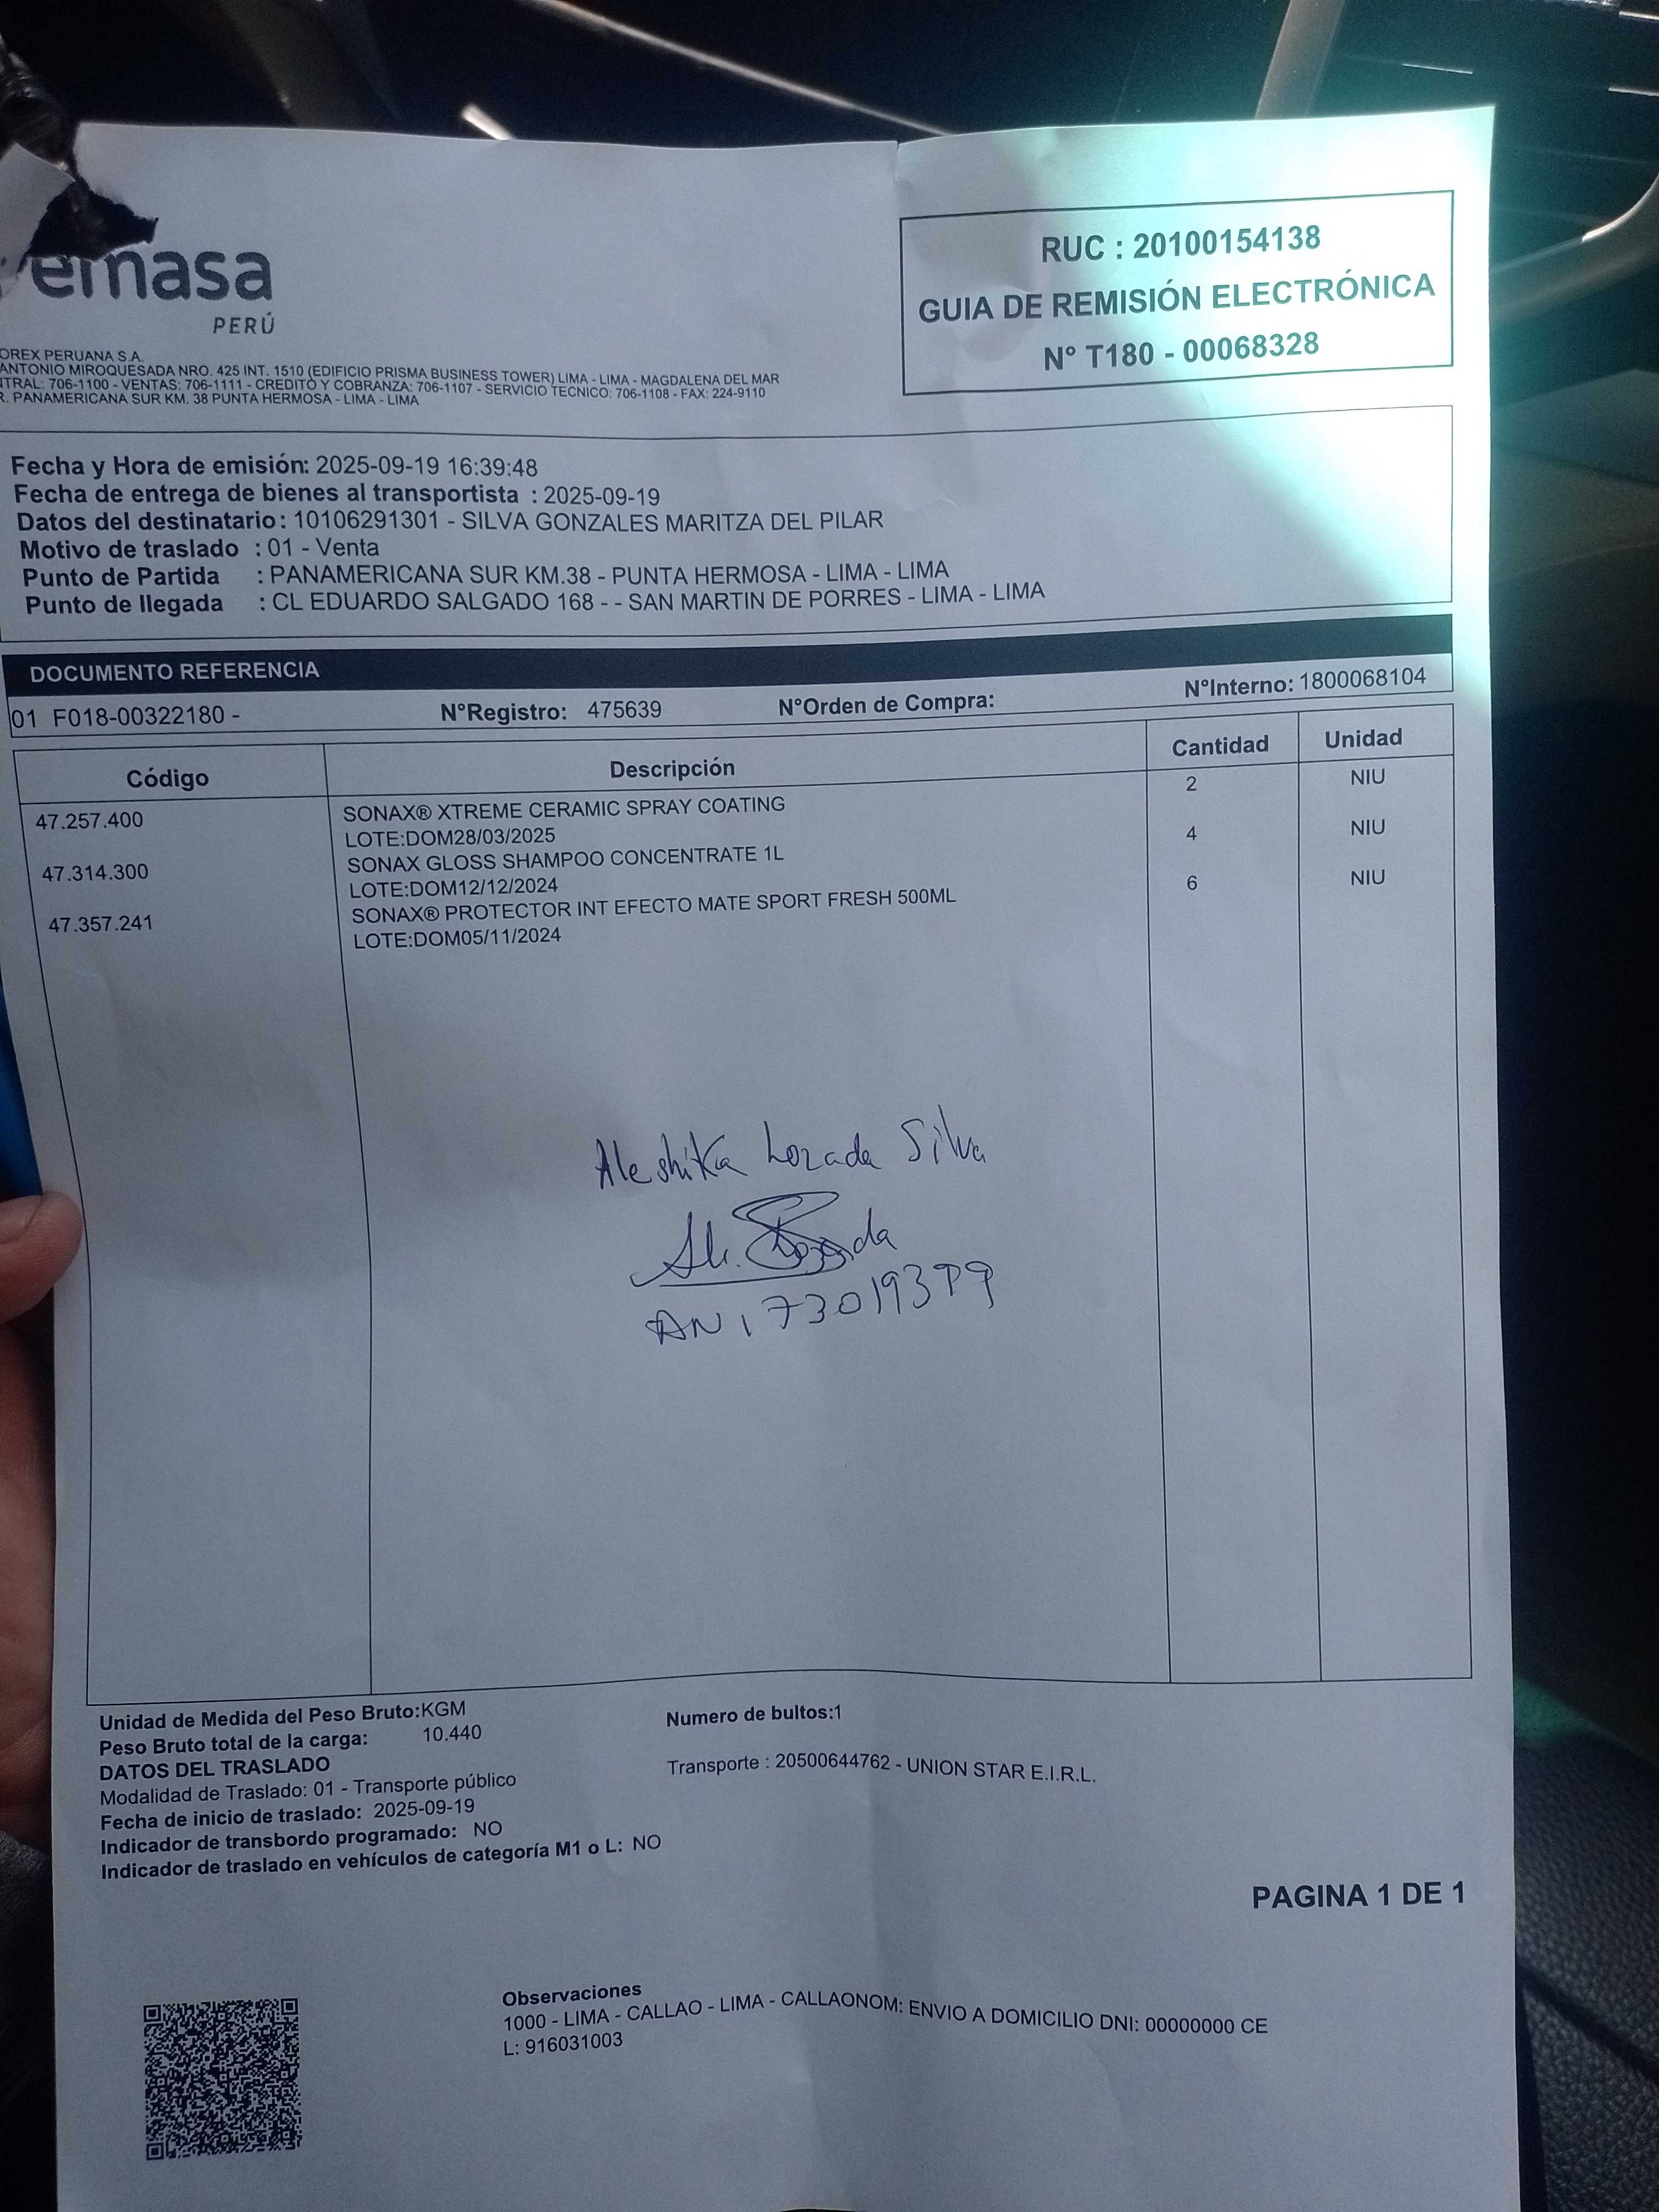 emasa
PERÚ
OREX PERUANA S.A.
ANTONIO MIROQUESADA NRO. 425 INT. 1510 (EDIFICIO PRISMA BUSINESS TOWER) LIMA - LIMA - MAGDALENA DEL MAR
NTRAL: 706-1100 - VENTAS: 706-1111 - CREDITO Y COBRANZA: 706-1107 - SERVICIO TECNICO: 706-1108 - FAX: 224-9110
R. PANAMERICANA SUR KM. 38 PUNTA HERMOSA - LIMA - LIMA
RUC : 20100154138
GUIA DE REMISIÓN ELECTRÓNICA
N° T180 - 00068328
Fecha y Hora de emisión: 2025-09-19 16:39:48
Fecha de entrega de bienes al transportista : 2025-09-19
Datos del destinatario: 10106291301 - SILVA GONZALES MARITZA DEL PILAR
Motivo de traslado : 01 - Venta
Punto de Partida : PANAMERICANA SUR KM.38 - PUNTA HERMOSA - LIMA - LIMA
Punto de llegada : CL EDUARDO SALGADO 168 - - SAN MARTIN DE PORRES - LIMA - LIMA
DOCUMENTO REFERENCIA
01 F018-00322180 - N°Registro: 475639 N°Orden de Compra: N°Interno: 1800068104
Código Descripción Cantidad Unidad
47.257.400 SONAX® XTREME CERAMIC SPRAY COATING 2 NIU
LOTE:DOM28/03/2025
47.314.300 SONAX GLOSS SHAMPOO CONCENTRATE 1L 4 NIU
LOTE:DOM12/12/2024
47.357.241 SONAX® PROTECTOR INT EFECTO MATE SPORT FRESH 500ML 6 NIU
LOTE:DOM05/11/2024
Aleshika Lozada Silva
Unidad de Medida del Peso Bruto:KGM Numero de bultos:1
Peso Bruto total de la carga: 10.440
DATOS DEL TRASLADO Transporte : 20500644762 - UNION STAR E.I.R.L.
Modalidad de Traslado: 01 - Transporte público
Fecha de inicio de traslado: 2025-09-19
Indicador de transbordo programado: NO
Indicador de traslado en vehículos de categoría M1 o L: NO
PAGINA 1 DE 1
Observaciones
1000 - LIMA - CALLAO - LIMA - CALLAONOM: ENVIO A DOMICILIO DNI: 00000000 CE
L: 916031003